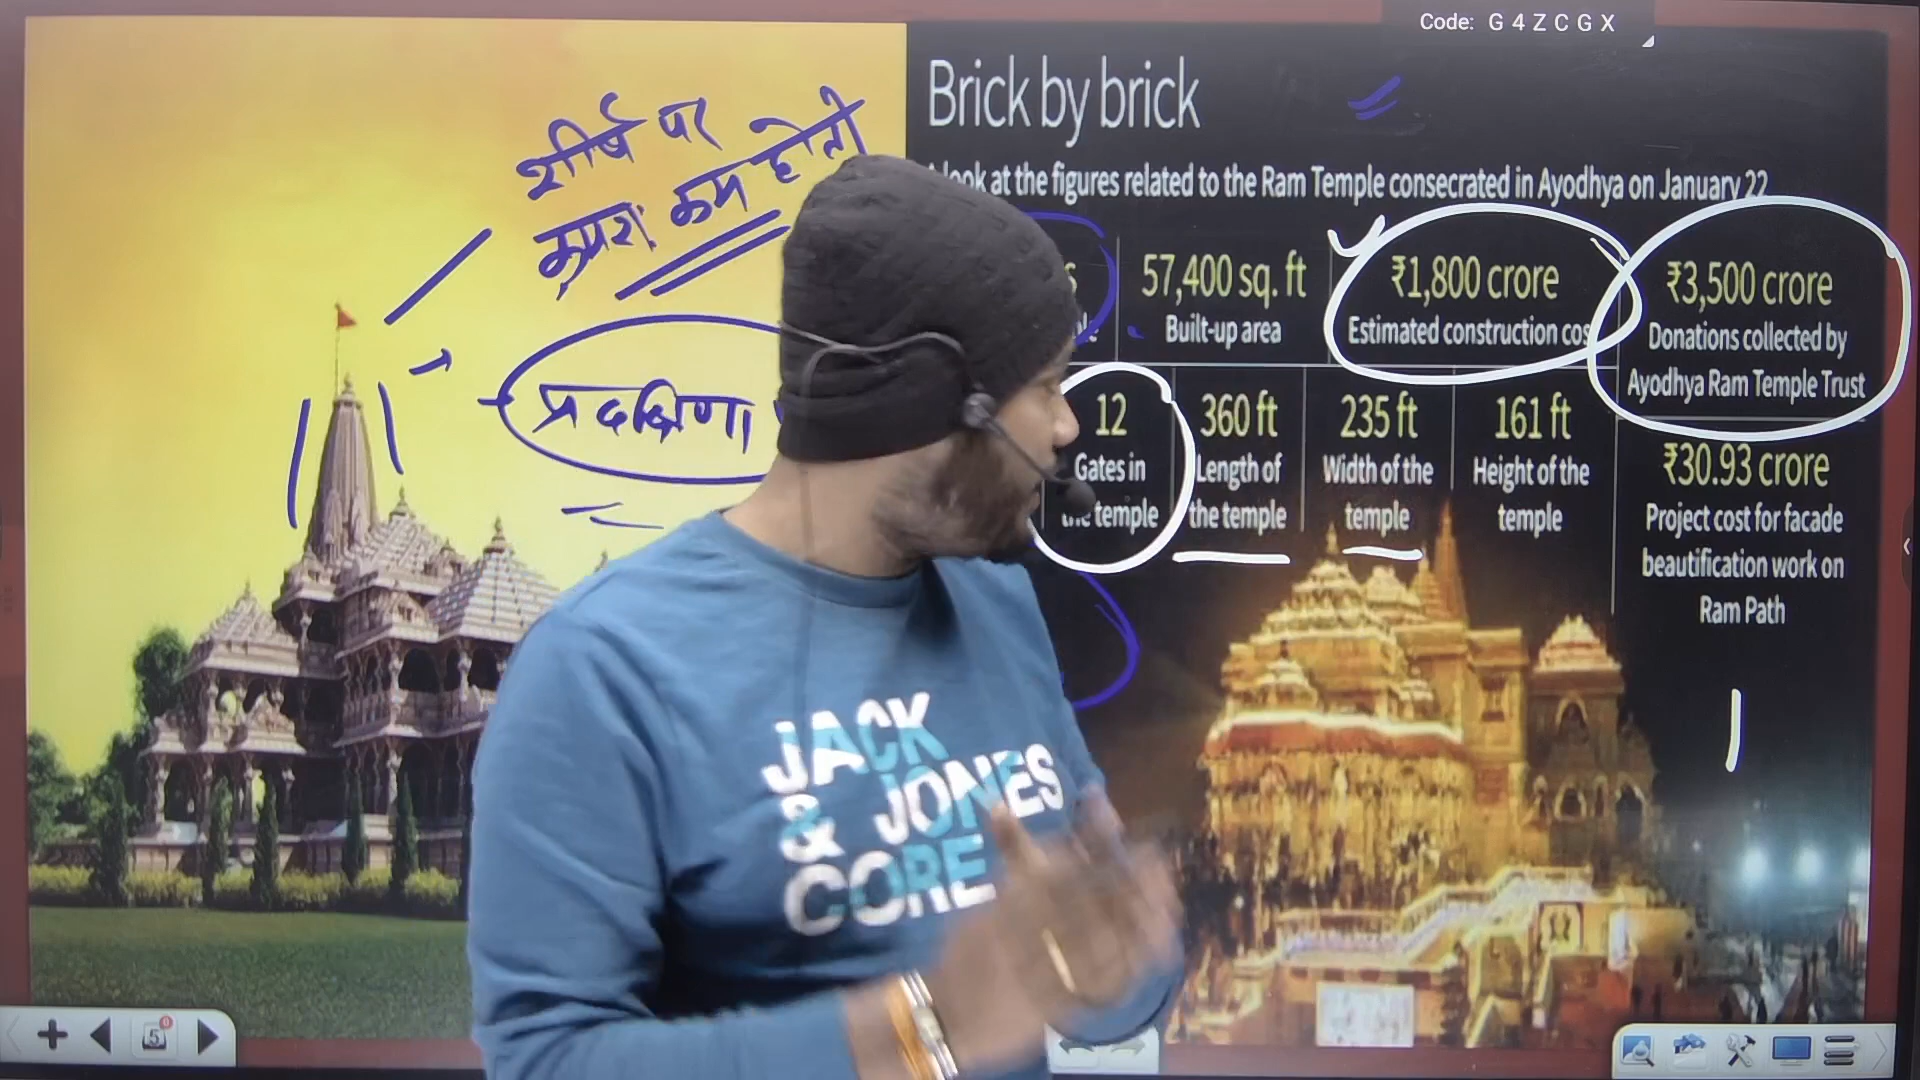 Code: G4ZCGX
शीर्ष पर
क्रमशः कम होती
प्रदक्षिणा
Brick by brick
look at the figures related to the Ram Temple consecrated in Ayodhya on January 22
57,400 sq. ft
Built-up area
₹1,800 crore
Estimated construction cos
₹3,500 crore
Donations collected by
Ayodhya Ram Temple Trust
12
Gates in
the temple
360 ft
Length of
the temple
235 ft
Width of the
temple
161 ft
Height of the
temple
₹30.93 crore
Project cost for facade
beautification work on
Ram Path
JACK
& JONES
CORE
5